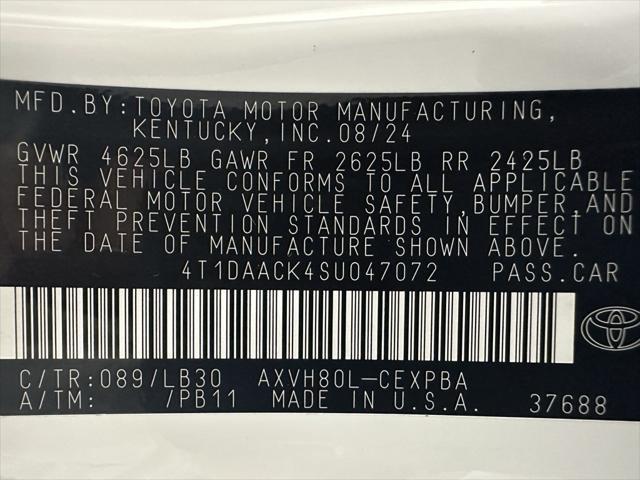 MFD.BY:TOYOTA MOTOR MANUFACTURING,
KENTUCKY,INC.08/24
GVWR 4625LB GAWR FR 2625LB RR 2425LB
THIS VEHICLE CONFORMS TO ALL APPLICABLE
FEDERAL MOTOR VEHICLE SAFETY,BUMPER,AND
THEFT PREVENTION STANDARDS IN EFFECT ON
THE DATE OF MANUFACTURE SHOWN ABOVE.
4T1DAACK4SU047072 PASS.CAR
C/TR:089/LB30 AXVH80L-CEXPBA
A/TM: /PB11 MADE IN U.S.A. 37688